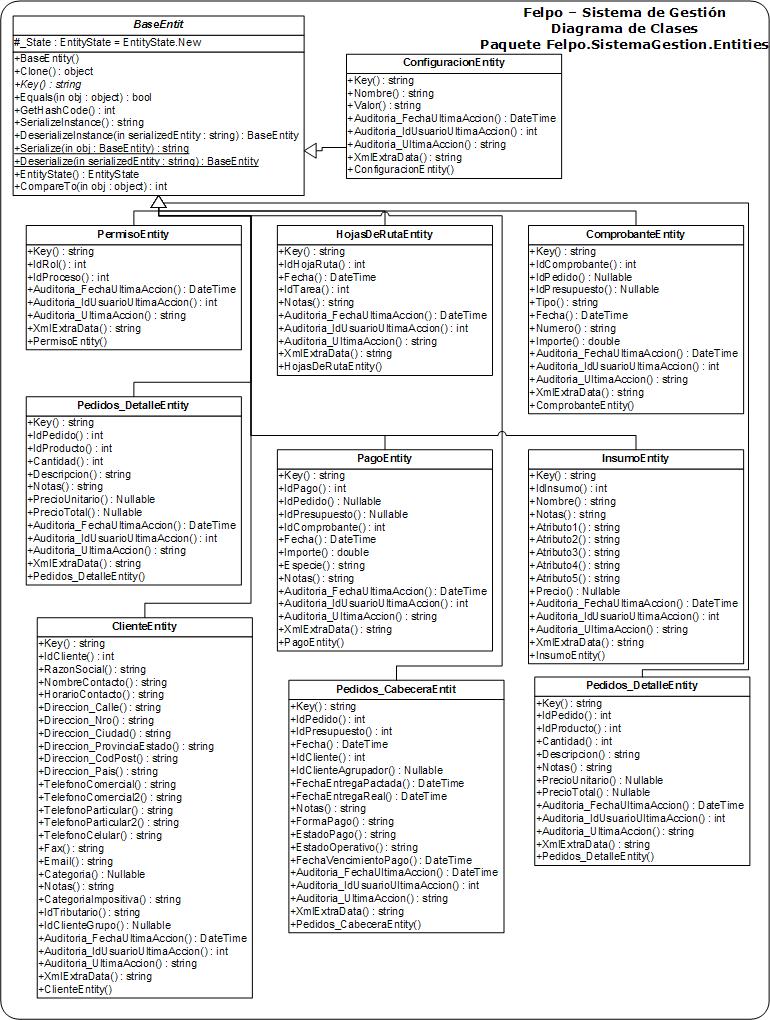 Felpo – Sistema de Gestión
Diagrama de Clases
Paquete Felpo.SistemaGestion.Entities
BaseEntit
#_State : EntityState = EntityState.New
+BaseEntity()
+Clone() : object
+Key() : string
+Equals(in obj : object) : bool
+GetHashCode() : int
+SerializeInstance() : string
+DeserializeInstance(in serializedEntity : string) : BaseEntity
+Serialize(in obj : BaseEntity) : string
+Deserialize(in serializedEntity : string) : BaseEntity
+EntityState() : EntityState
+CompareTo(in obj : object) : int
ConfiguracionEntity
+Key() : string
+Nombre() : string
+Valor() : string
+Auditoria_FechaUltimaAccion() : DateTime
+Auditoria_IdUsuarioUltimaAccion() : int
+Auditoria_UltimaAccion() : string
+XmlExtraData() : string
+ConfiguracionEntity()
PermisoEntity
+Key() : string
+IdRol() : int
+IdProceso() : int
+Auditoria_FechaUltimaAccion() : DateTime
+Auditoria_IdUsuarioUltimaAccion() : int
+Auditoria_UltimaAccion() : string
+XmlExtraData() : string
+PermisoEntity()
HojasDeRutaEntity
+Key() : string
+IdHojaRuta() : int
+Fecha() : DateTime
+IdTarea() : int
+Notas() : string
+Auditoria_FechaUltimaAccion() : DateTime
+Auditoria_IdUsuarioUltimaAccion() : int
+Auditoria_UltimaAccion() : string
+XmlExtraData() : string
+HojasDeRutaEntity()
ComprobanteEntity
+Key() : string
+IdComprobante() : int
+IdPedido() : Nullable
+IdPresupuesto() : Nullable
+Tipo() : string
+Fecha() : DateTime
+Numero() : string
+Importe() : double
+Auditoria_FechaUltimaAccion() : DateTime
+Auditoria_IdUsuarioUltimaAccion() : int
+Auditoria_UltimaAccion() : string
+XmlExtraData() : string
+ComprobanteEntity()
Pedidos_DetalleEntity
+Key() : string
+IdPedido() : int
+IdProducto() : int
+Cantidad() : int
+Descripcion() : string
+Notas() : string
+PrecioUnitario() : Nullable
+PrecioTotal() : Nullable
+Auditoria_FechaUltimaAccion() : DateTime
+Auditoria_IdUsuarioUltimaAccion() : int
+Auditoria_UltimaAccion() : string
+XmlExtraData() : string
+Pedidos_DetalleEntity()
PagoEntity
+Key() : string
+IdPago() : int
+IdPedido() : Nullable
+IdPresupuesto() : Nullable
+IdComprobante() : int
+Fecha() : DateTime
+Importe() : double
+Especie() : string
+Notas() : string
+Auditoria_FechaUltimaAccion() : DateTime
+Auditoria_IdUsuarioUltimaAccion() : int
+Auditoria_UltimaAccion() : string
+XmlExtraData() : string
+PagoEntity()
InsumoEntity
+Key() : string
+IdInsumo() : int
+Nombre() : string
+Notas() : string
+Atributo1() : string
+Atributo2() : string
+Atributo3() : string
+Atributo4() : string
+Atributo5() : string
+Precio() : Nullable
+Auditoria_FechaUltimaAccion() : DateTime
+Auditoria_IdUsuarioUltimaAccion() : int
+Auditoria_UltimaAccion() : string
+XmlExtraData() : string
+InsumoEntity()
ClienteEntity
+Key() : string
+IdCliente() : int
+RazonSocial() : string
+NombreContacto() : string
+HorarioContacto() : string
+Direccion_Calle() : string
+Direccion_Nro() : string
+Direccion_Ciudad() : string
+Direccion_ProvinciaEstado() : string
+Direccion_CodPost() : string
+Direccion_Pais() : string
+TelefonoComercial() : string
+TelefonoComercial2() : string
+TelefonoParticular() : string
+TelefonoParticular2() : string
+TelefonoCelular() : string
+Fax() : string
+Email() : string
+Categoria() : Nullable
+Notas() : string
+CategoriaImpositiva() : string
+IdTributario() : string
+IdClienteGrupo() : Nullable
+Auditoria_FechaUltimaAccion() : DateTime
+Auditoria_IdUsuarioUltimaAccion() : int
+Auditoria_UltimaAccion() : string
+XmlExtraData() : string
+ClienteEntity()
Pedidos_CabeceraEntit
+Key() : string
+IdPedido() : int
+IdPresupuesto() : int
+Fecha() : DateTime
+IdCliente() : int
+IdClienteAgrupador() : Nullable
+FechaEntregaPactada() : DateTime
+FechaEntregaReal() : DateTime
+Notas() : string
+FormaPago() : string
+EstadoPago() : string
+EstadoOperativo() : string
+FechaVencimientoPago() : DateTime
+Auditoria_FechaUltimaAccion() : DateTime
+Auditoria_IdUsuarioUltimaAccion() : int
+Auditoria_UltimaAccion() : string
+XmlExtraData() : string
+Pedidos_CabeceraEntity()
Pedidos_DetalleEntity
+Key() : string
+IdPedido() : int
+IdProducto() : int
+Cantidad() : int
+Descripcion() : string
+Notas() : string
+PrecioUnitario() : Nullable
+PrecioTotal() : Nullable
+Auditoria_FechaUltimaAccion() : DateTime
+Auditoria_IdUsuarioUltimaAccion() : int
+Auditoria_UltimaAccion() : string
+XmlExtraData() : string
+Pedidos_DetalleEntity()